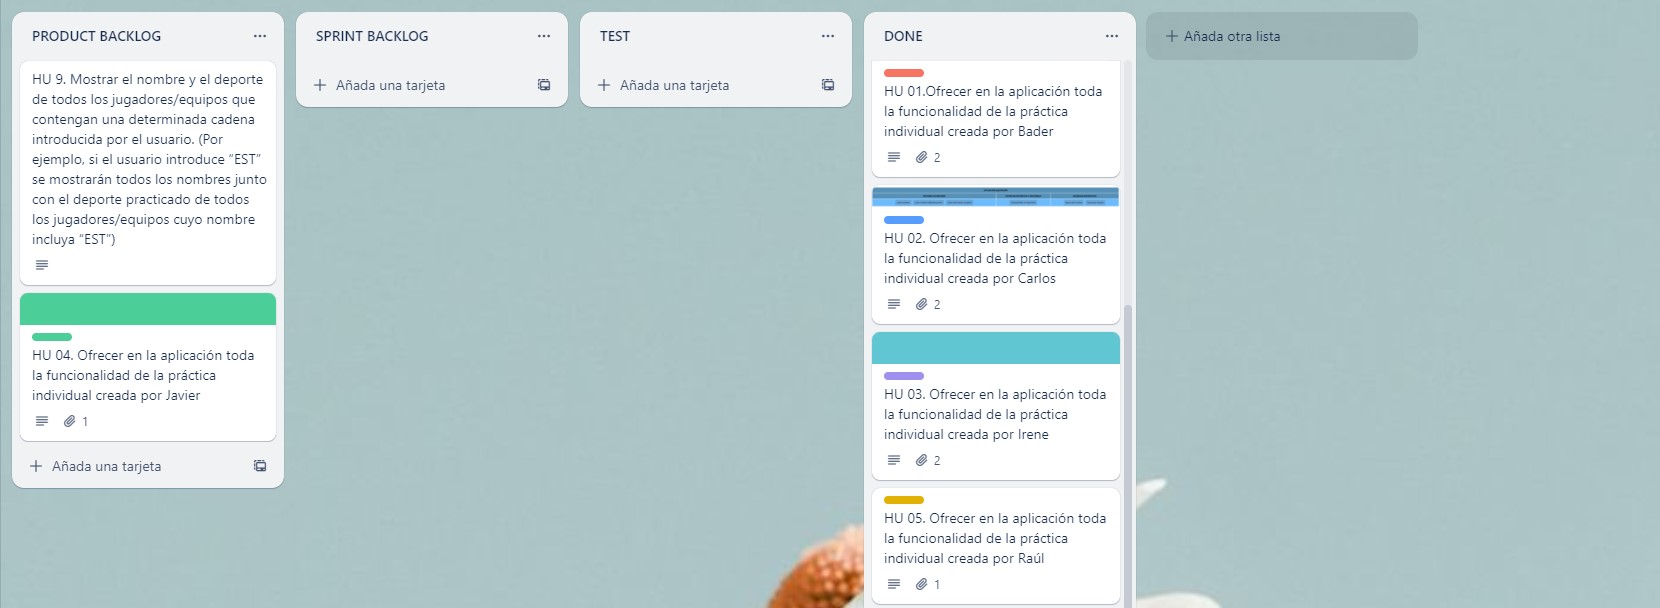 PRODUCT BACKLOG
HU 9. Mostrar el nombre y el deporte
de todos los jugadores/equipos que
contengan una determinada cadena
introducida por el usuario. (Por
ejemplo, si el usuario introduce “EST”
se mostrarán todos los nombres junto
con el deporte practicado de todos
los jugadores/equipos cuyo nombre
incluya “EST”)
HU 04. Ofrecer en la aplicación toda
la funcionalidad de la práctica
individual creada por Javier
1
Añada una tarjeta
SPRINT BACKLOG
Añada una tarjeta
TEST
Añada una tarjeta
DONE
HU 01.Ofrecer en la aplicación toda
la funcionalidad de la práctica
individual creada por Bader
2
HU 02. Ofrecer en la aplicación toda
la funcionalidad de la práctica
individual creada por Carlos
2
HU 03. Ofrecer en la aplicación toda
la funcionalidad de la práctica
individual creada por Irene
2
HU 05. Ofrecer en la aplicación toda
la funcionalidad de la práctica
individual creada por Raúl
1
Añada otra lista